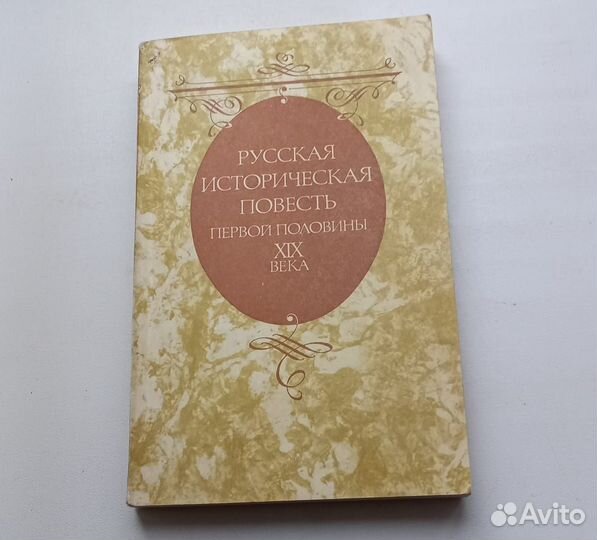 РУССКАЯ
ИСТОРИЧЕСКАЯ
ПОВЕСТЬ
ПЕРВОЙ ПОЛОВИНЫ
XIX
ВЕКА
Avito